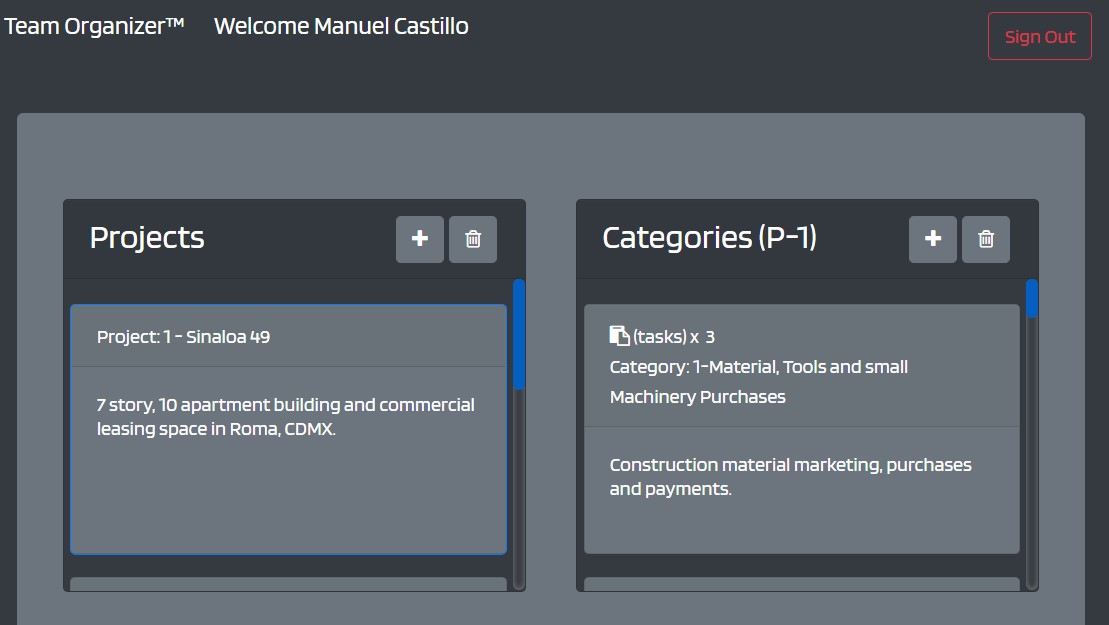 Team Organizer™ Welcome Manuel Castillo
Sign Out
Projects
Project: 1 - Sinaloa 49
7 story, 10 apartment building and commercial
leasing space in Roma, CDMX.
Categories (P-1)
(tasks) x 3
Category: 1-Material, Tools and small
Machinery Purchases
Construction material marketing, purchases
and payments.